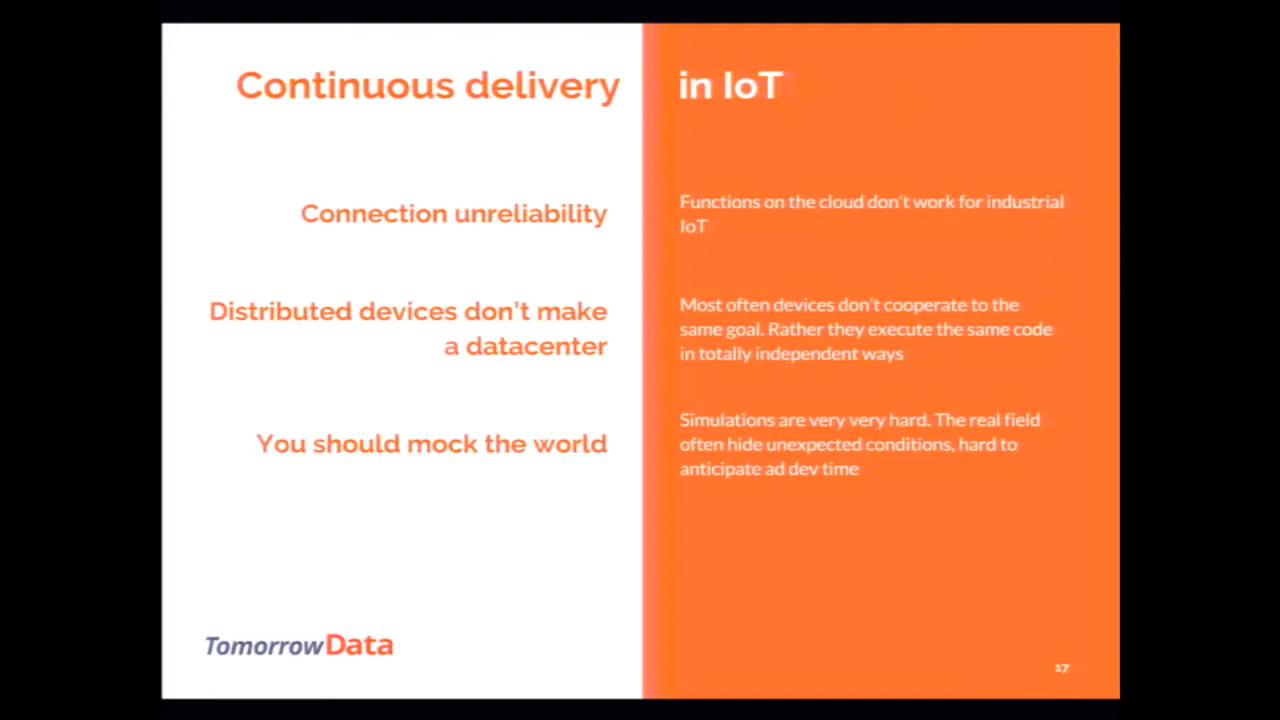 Continuous delivery in IoT
Connection unreliability
Functions on the cloud don't work for industrial
IoT
Distributed devices don't make
a datacenter
Most often devices don't cooperate to the
same goal. Rather they execute the same code
in totally independent ways
You should mock the world
Simulations are very very hard. The real field
often hide unexpected conditions, hard to
anticipate ad dev time
TomorrowData
17